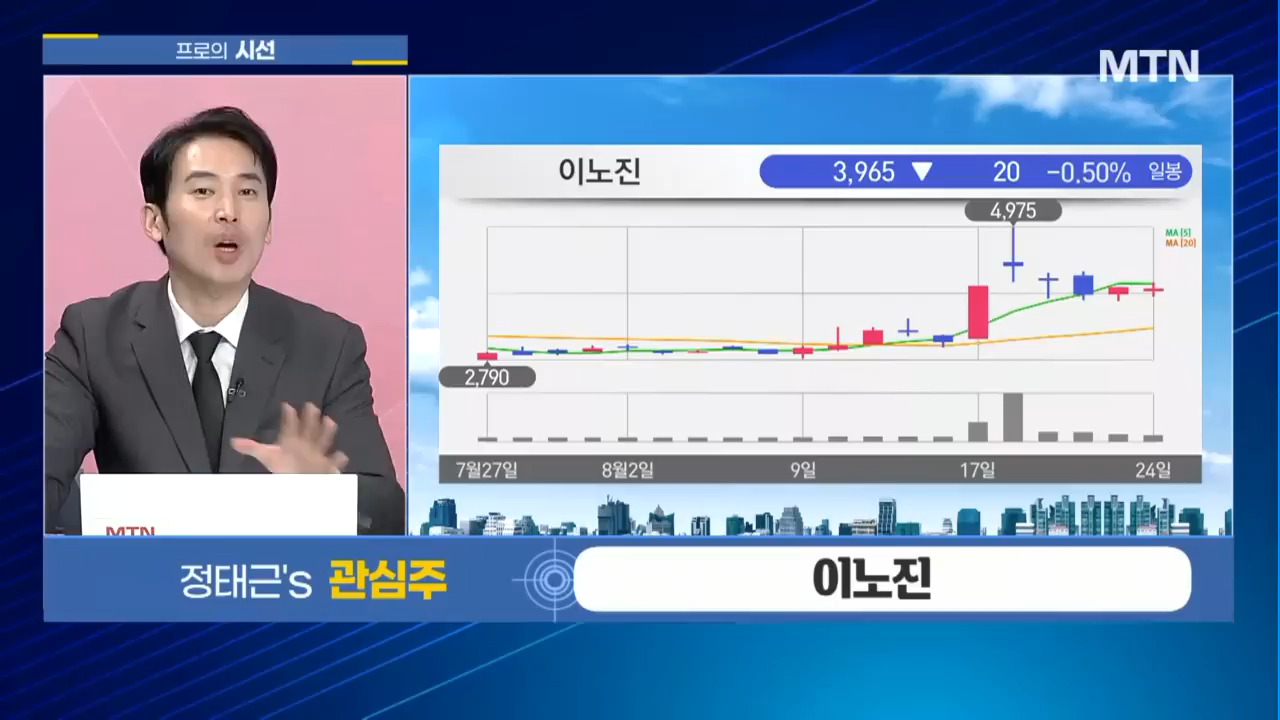 프로의 시선
MTN
이노진
3,965 ▼ 20 -0.50% 일봉
4,975
MA [5]
MA [20]
2,790
7월27일 8월2일 9일 17일 24일
MTN
정태근's 관심주
이노진